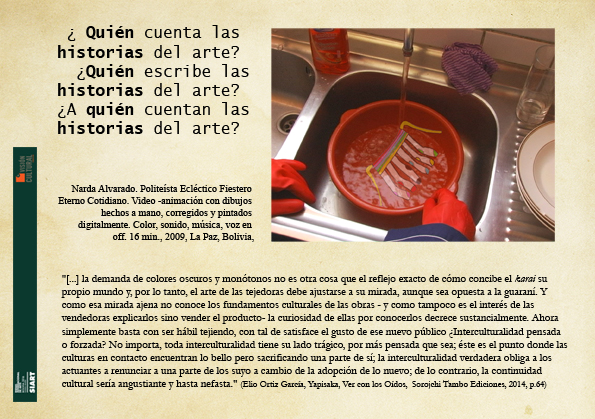 ¿ Quién cuenta las
historias del arte?
¿Quién escribe las
historias del arte?
¿A quién cuentan las
historias del arte?
VISIÓN
CULTURAL
Narda Alvarado. Politeísta Ecléctico Fiestero
Eterno Cotidiano. Video -animación con dibujos
hechos a mano, corregidos y pintados
digitalmente. Color, sonido, música, voz en
off. 16 min., 2009, La Paz, Bolivia,
"[...] la demanda de colores oscuros y monótonos no es otra cosa que el reflejo exacto de cómo concibe el karai su
propio mundo y, por lo tanto, el arte de las tejedoras debe ajustarse a su mirada, aunque sea opuesta a la guaraní. Y
como esa mirada ajena no conoce los fundamentos culturales de las obras - y como tampoco es el interés de las
vendedoras explicarlos sino vender el producto- la curiosidad de ellas por conocerlos decrece sustancialmente. Ahora
simplemente basta con ser hábil tejiendo, con tal de satisface el gusto de ese nuevo público ¿Interculturalidad pensada
o forzada? No importa, toda interculturalidad tiene su lado trágico, por más pensada que sea; éste es el punto donde las
culturas en contacto encuentran lo bello pero sacrificando una parte de sí; la interculturalidad verdadera obliga a los
actuantes a renunciar a una parte de los suyo a cambio de la adopción de lo nuevo; de lo contrario, la continuidad
cultural sería angustiante y hasta nefasta." (Elio Ortiz García, Yapisaka, Ver con los Oídos, Sorojchi Tambo Ediciones, 2014, p.64)
SIART